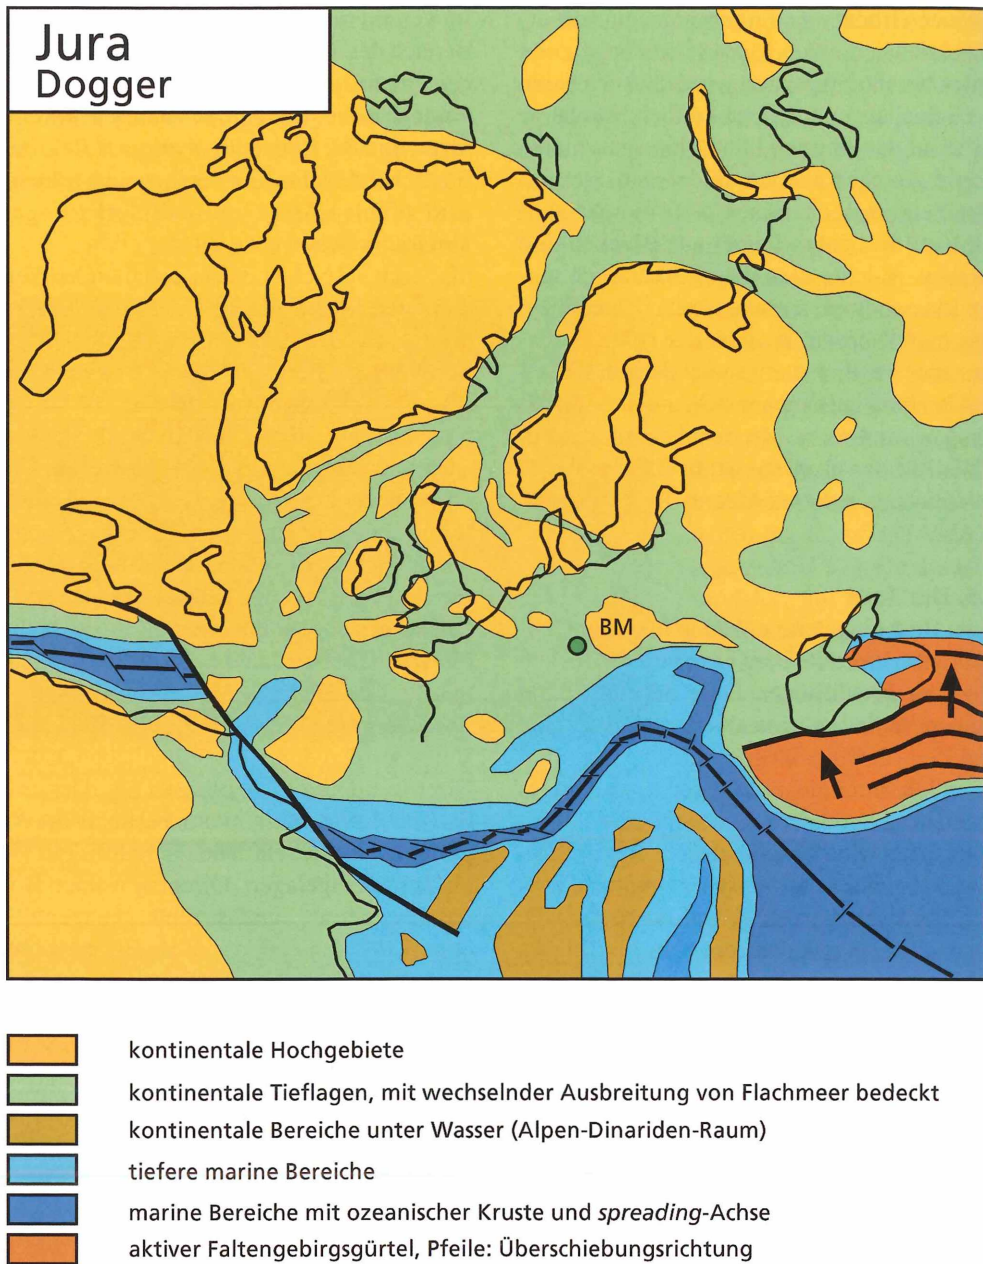 Jura
Dogger
BM
kontinentale Hochgebiete
kontinentale Tieflagen, mit wechselnder Ausbreitung von Flachmeer bedeckt
kontinentale Bereiche unter Wasser (Alpen-Dinariden-Raum)
tiefere marine Bereiche
marine Bereiche mit ozeanischer Kruste und spreading-Achse
aktiver Faltengebirgsgürtel, Pfeile: Überschiebungsrichtung